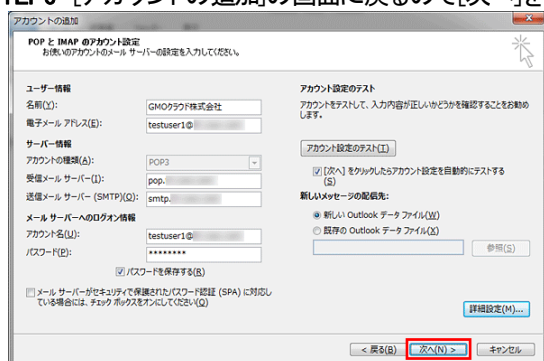 [アカウントの追加]の画面に戻るので[次へ]を
アカウントの追加
POP と IMAP のアカウント設定
お使いのアカウントのメール サーバーの設定を入力してください。
ユーザー情報
名前(Y):
GMOクラウド株式会社
電子メール アドレス(E):
testuser1@
サーバー情報
アカウントの種類(A):
POP3
受信メール サーバー(I):
pop.
送信メール サーバー (SMTP)(O):
smtp.
メール サーバーへのログオン情報
アカウント名(U):
testuser1@
パスワード(P):
********
パスワードを保存する(R)
メール サーバーがセキュリティで保護されたパスワード認証 (SPA) に対応し
ている場合には、チェック ボックスをオンにしてください(Q)
アカウント設定のテスト
アカウントをテストして、入力内容が正しいかどうかを確認することをお勧め
します。
アカウント設定のテスト(T)
[次へ] をクリックしたらアカウント設定を自動的にテストする
(S)
新しいメッセージの配信先:
新しい Outlook データ ファイル(W)
既存の Outlook データ ファイル(X)
参照(S)
詳細設定(M)...
< 戻る(B)
次へ(N) >
キャンセル